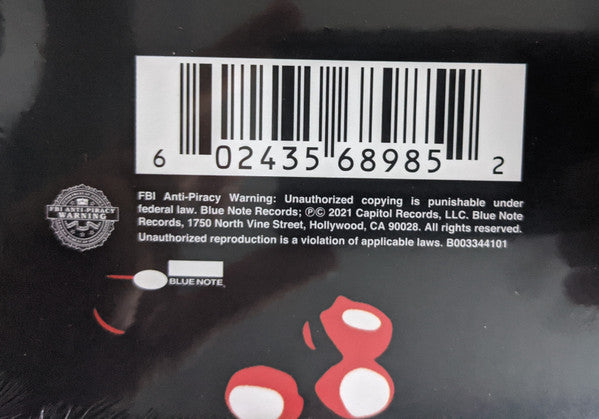 6 02435 68985 2
FBI Anti-Piracy Warning: Unauthorized copying is punishable under
federal law. Blue Note Records; ℗© 2021 Capitol Records, LLC. Blue Note
Records, 1750 North Vine Street, Hollywood, CA 90028. All rights reserved.
Unauthorized reproduction is a violation of applicable laws. B003344101
FBI ANTI-PIRACY
WARNING
BLUE NOTE